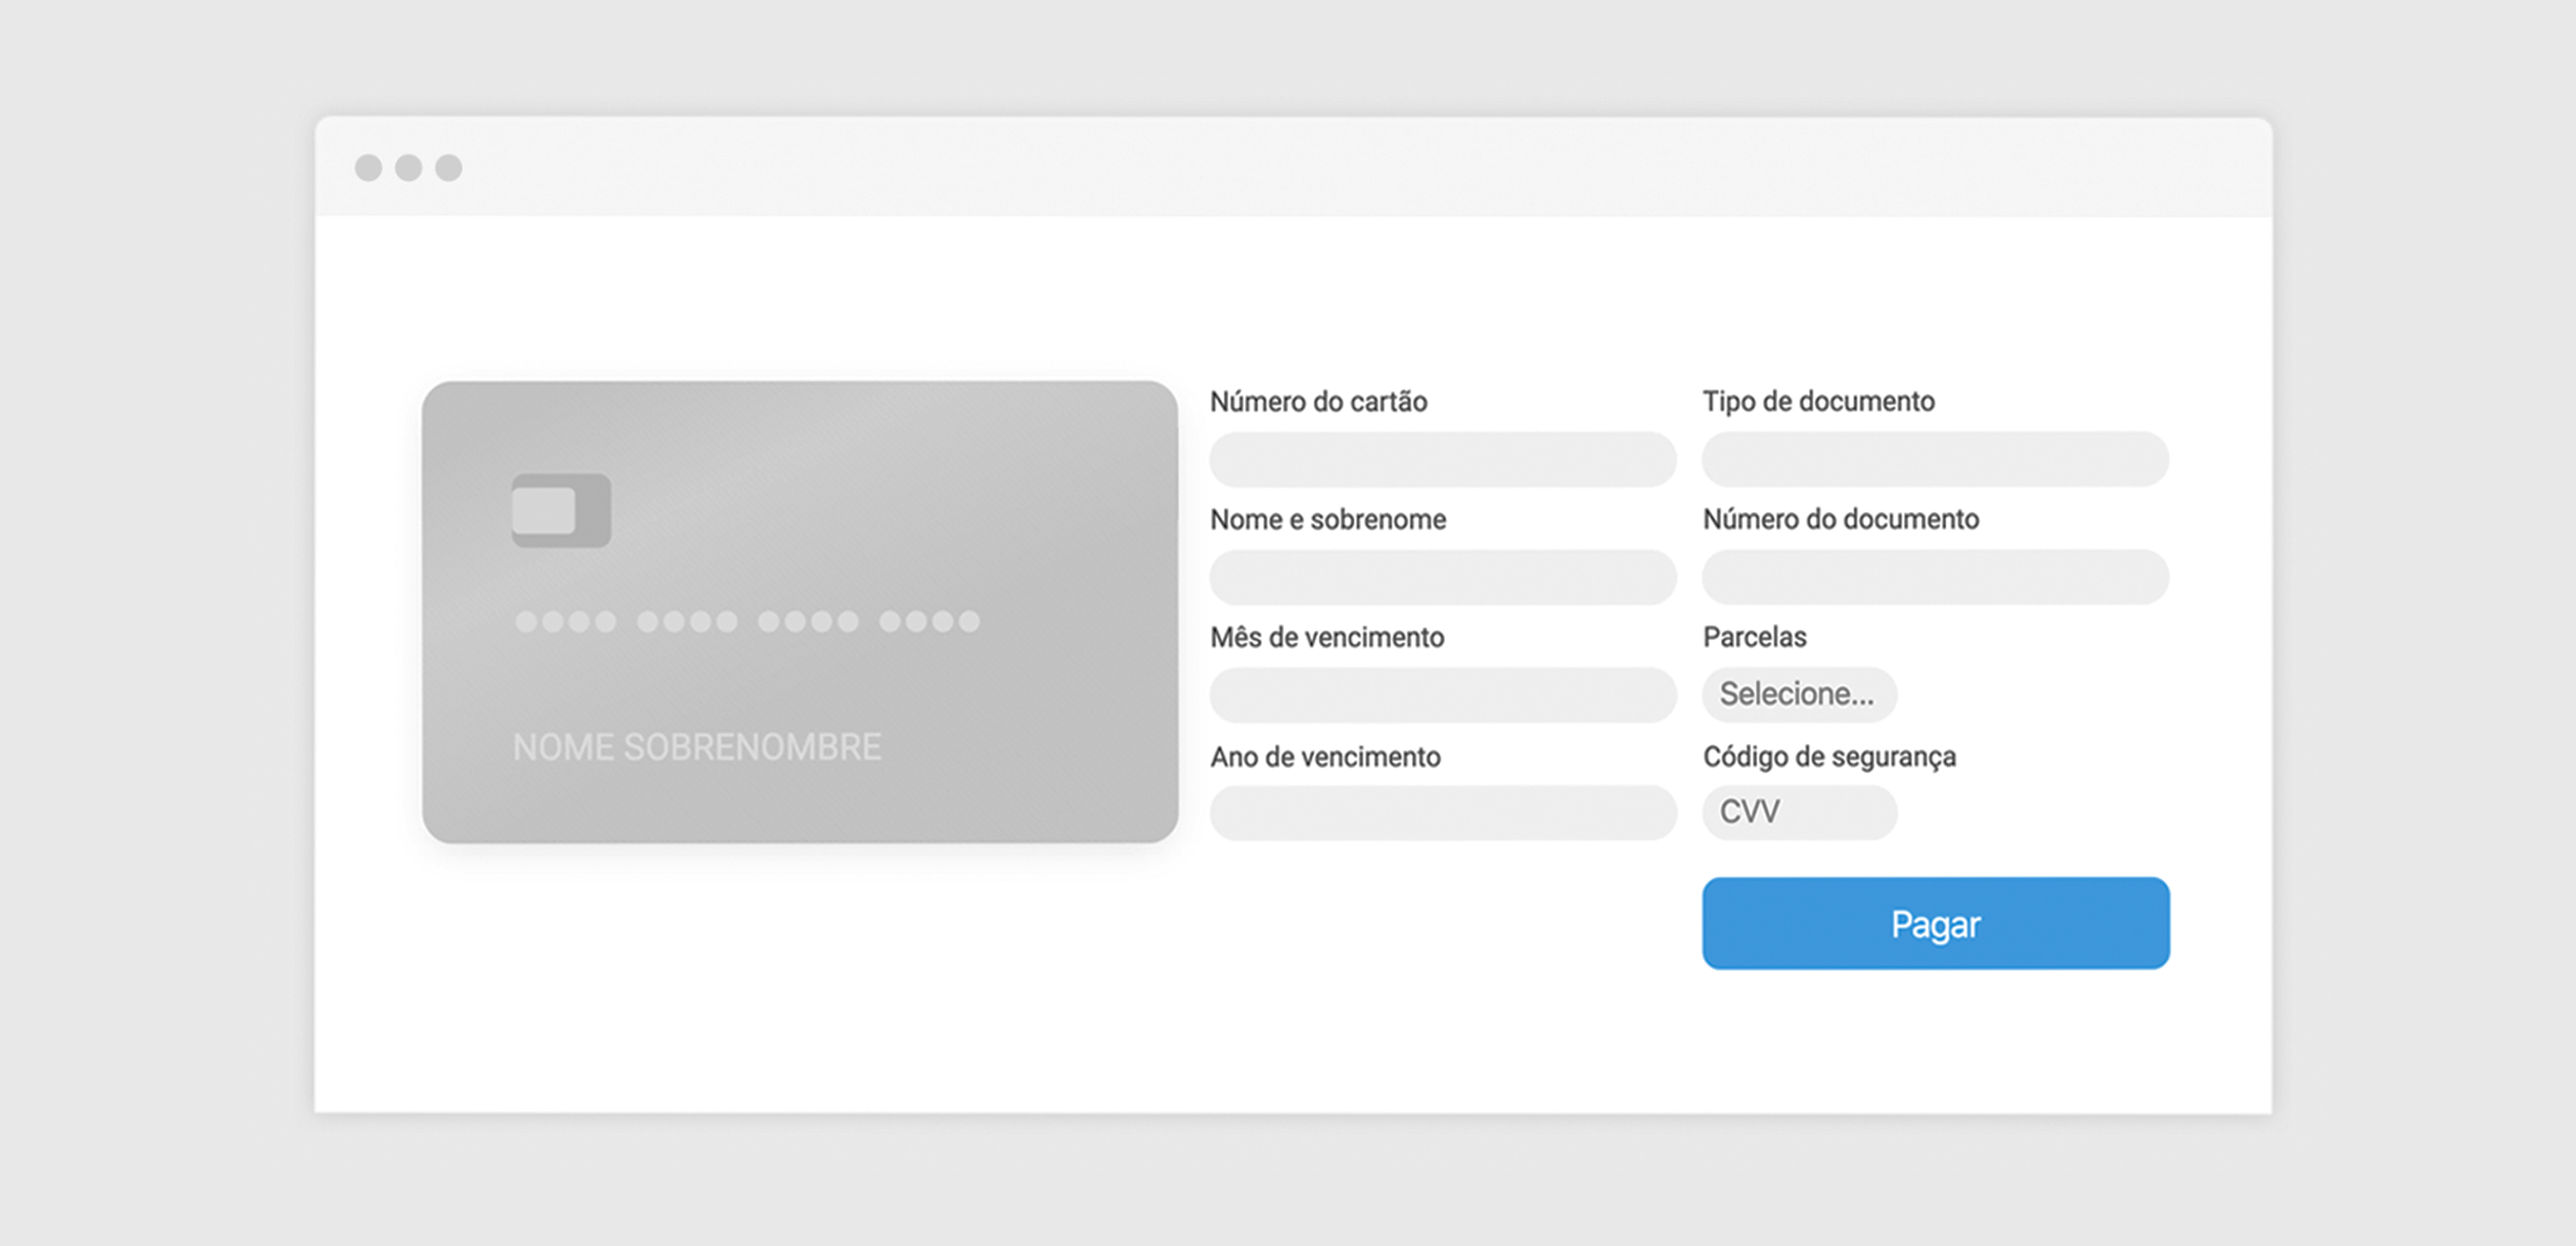 NOME SOBRENOMBRE
Número do cartão
Nome e sobrenome
Mês de vencimento
Ano de vencimento
Tipo de documento
Número do documento
Parcelas
Selecione...
Código de segurança
CVV
Pagar